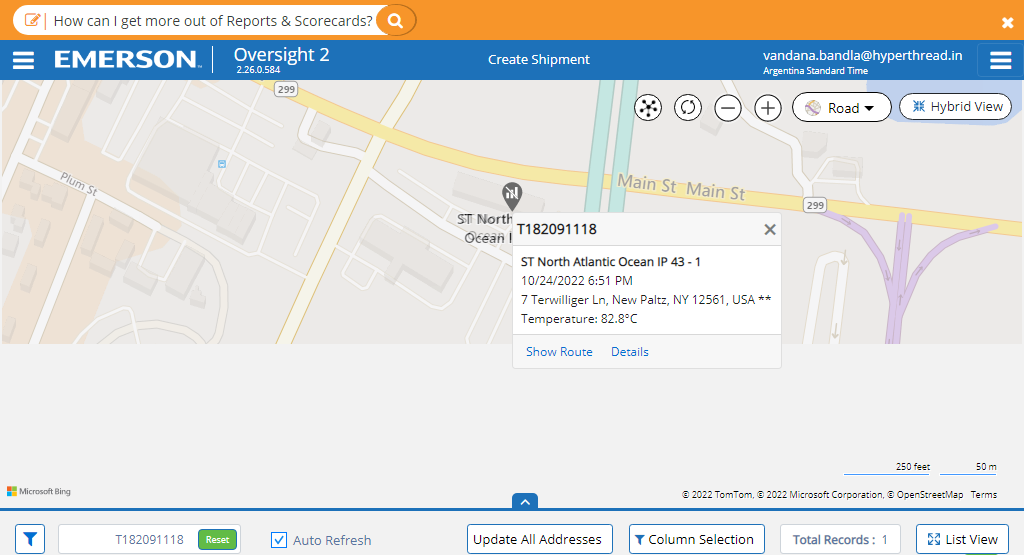 How can I get more out of Reports & Scorecards?
EMERSON
Oversight 2
2.26.0.584
Create Shipment
vandana.bandla@hyperthread.in
Argentina Standard Time
299
Road
Hybrid View
Plum St
Main St Main St
299
ST North
Ocean
T182091118
ST North Atlantic Ocean IP 43 - 1
10/24/2022 6:51 PM
7 Terwilliger Ln, New Paltz, NY 12561, USA **
Temperature: 82.8°C
Show Route Details
250 feet 50 m
Microsoft Bing
© 2022 TomTom, © 2022 Microsoft Corporation, © OpenStreetMap Terms
T182091118 Reset
Auto Refresh
Update All Addresses
Column Selection
Total Records : 1
List View